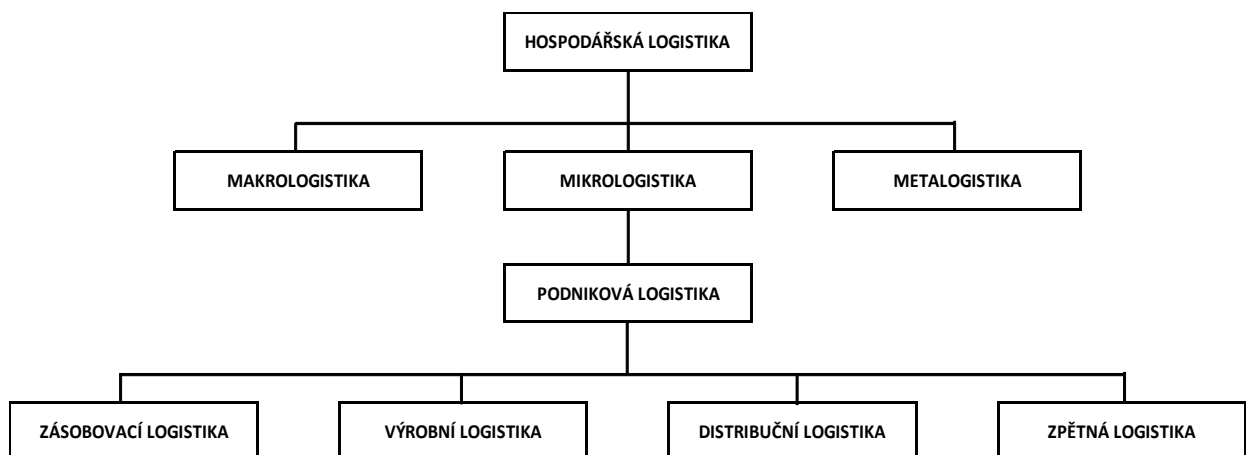 HOSPODÁŘSKÁ LOGISTIKA
MAKROLOGISTIKA
MIKROLOGISTIKA
METALOGISTIKA
PODNIKOVÁ LOGISTIKA
ZÁSOBOVACÍ LOGISTIKA
VÝROBNÍ LOGISTIKA
DISTRIBUČNÍ LOGISTIKA
ZPĚTNÁ LOGISTIKA